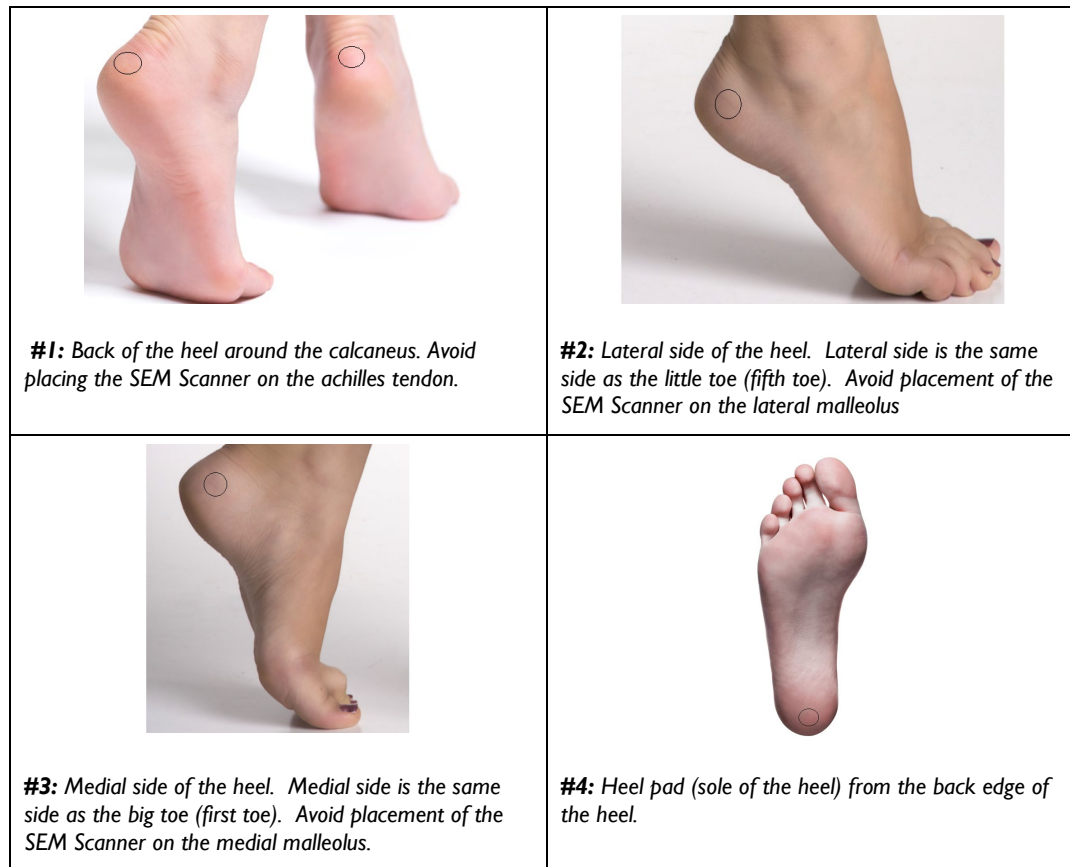 #1: Back of the heel around the calcaneus. Avoid
placing the SEM Scanner on the achilles tendon.
#2: Lateral side of the heel.  Lateral side is the same
side as the little toe (fifth toe).  Avoid placement of the
SEM Scanner on the lateral malleolus
#3: Medial side of the heel.  Medial side is the same
side as the big toe (first toe).  Avoid placement of the
SEM Scanner on the medial malleolus.
#4: Heel pad (sole of the heel) from the back edge of
the heel.